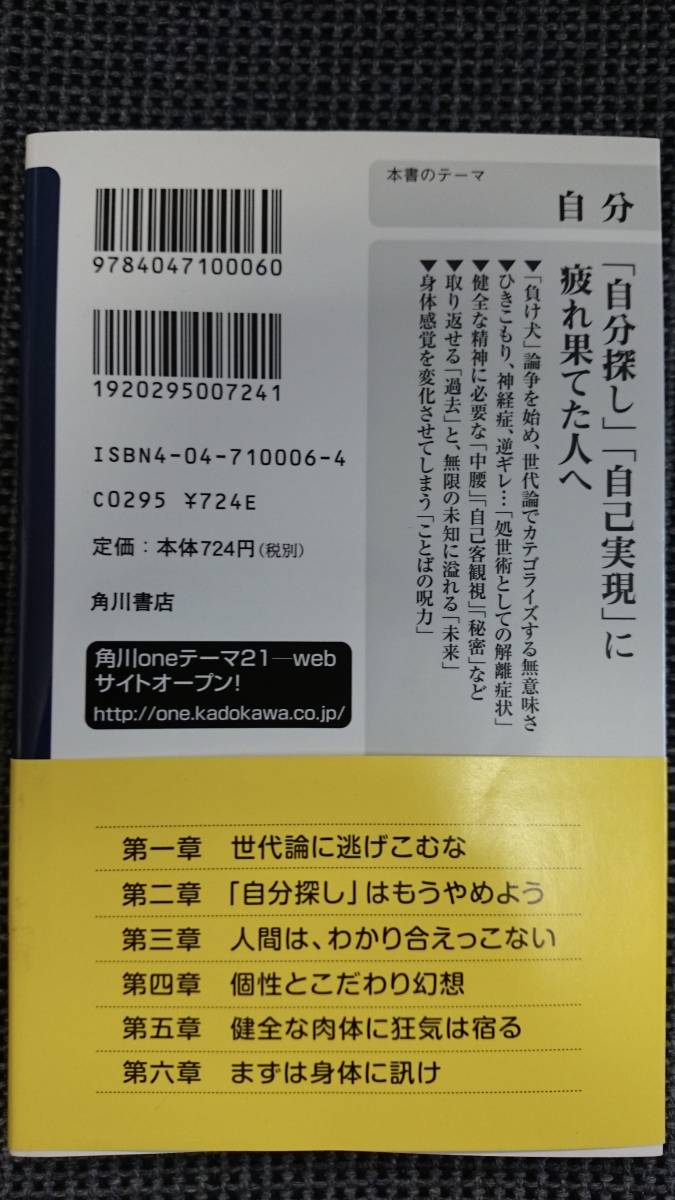 本書のテーマ
自分
「自分探し」「自己実現」に
疲れ果てた人へ
▼「負け犬」論争を始め、世代論でカテゴライズする無意味さ
▼ひきこもり、神経症、逆ギレ…「処世術としての解離症状」
▼健全な精神に必要な「中腰」「自己客観視」「秘密」など
▼取り返せる「過去」と、無限の未知に溢れる「未来」
▼身体感覚を変化させてしまう「ことばの呪力」
9784047100060
1920295007241
ISBN4-04-710006-4
C0295 ¥724E
定価：本体724円(税別)
角川書店
角川oneテーマ21―web
サイトオープン!
http://one.kadokawa.co.jp/
第一章 世代論に逃げこむな
第二章 「自分探し」はもうやめよう
第三章 人間は、わかり合えっこない
第四章 個性とこだわり幻想
第五章 健全な肉体に狂気は宿る
第六章 まずは身体に訊け